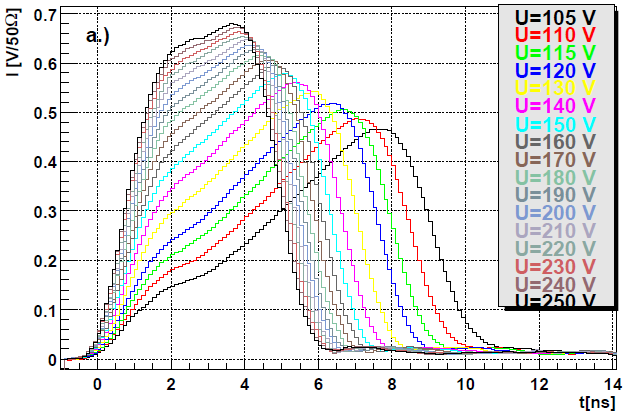 a.)
I [V/50Ω]
0.7
0.6
0.5
0.4
0.3
0.2
0.1
0
0 2 4 6 8 10 12 14
t[ns]
U=105 V
U=110 V
U=115 V
U=120 V
U=130 V
U=140 V
U=150 V
U=160 V
U=170 V
U=180 V
U=190 V
U=200 V
U=210 V
U=220 V
U=230 V
U=240 V
U=250 V